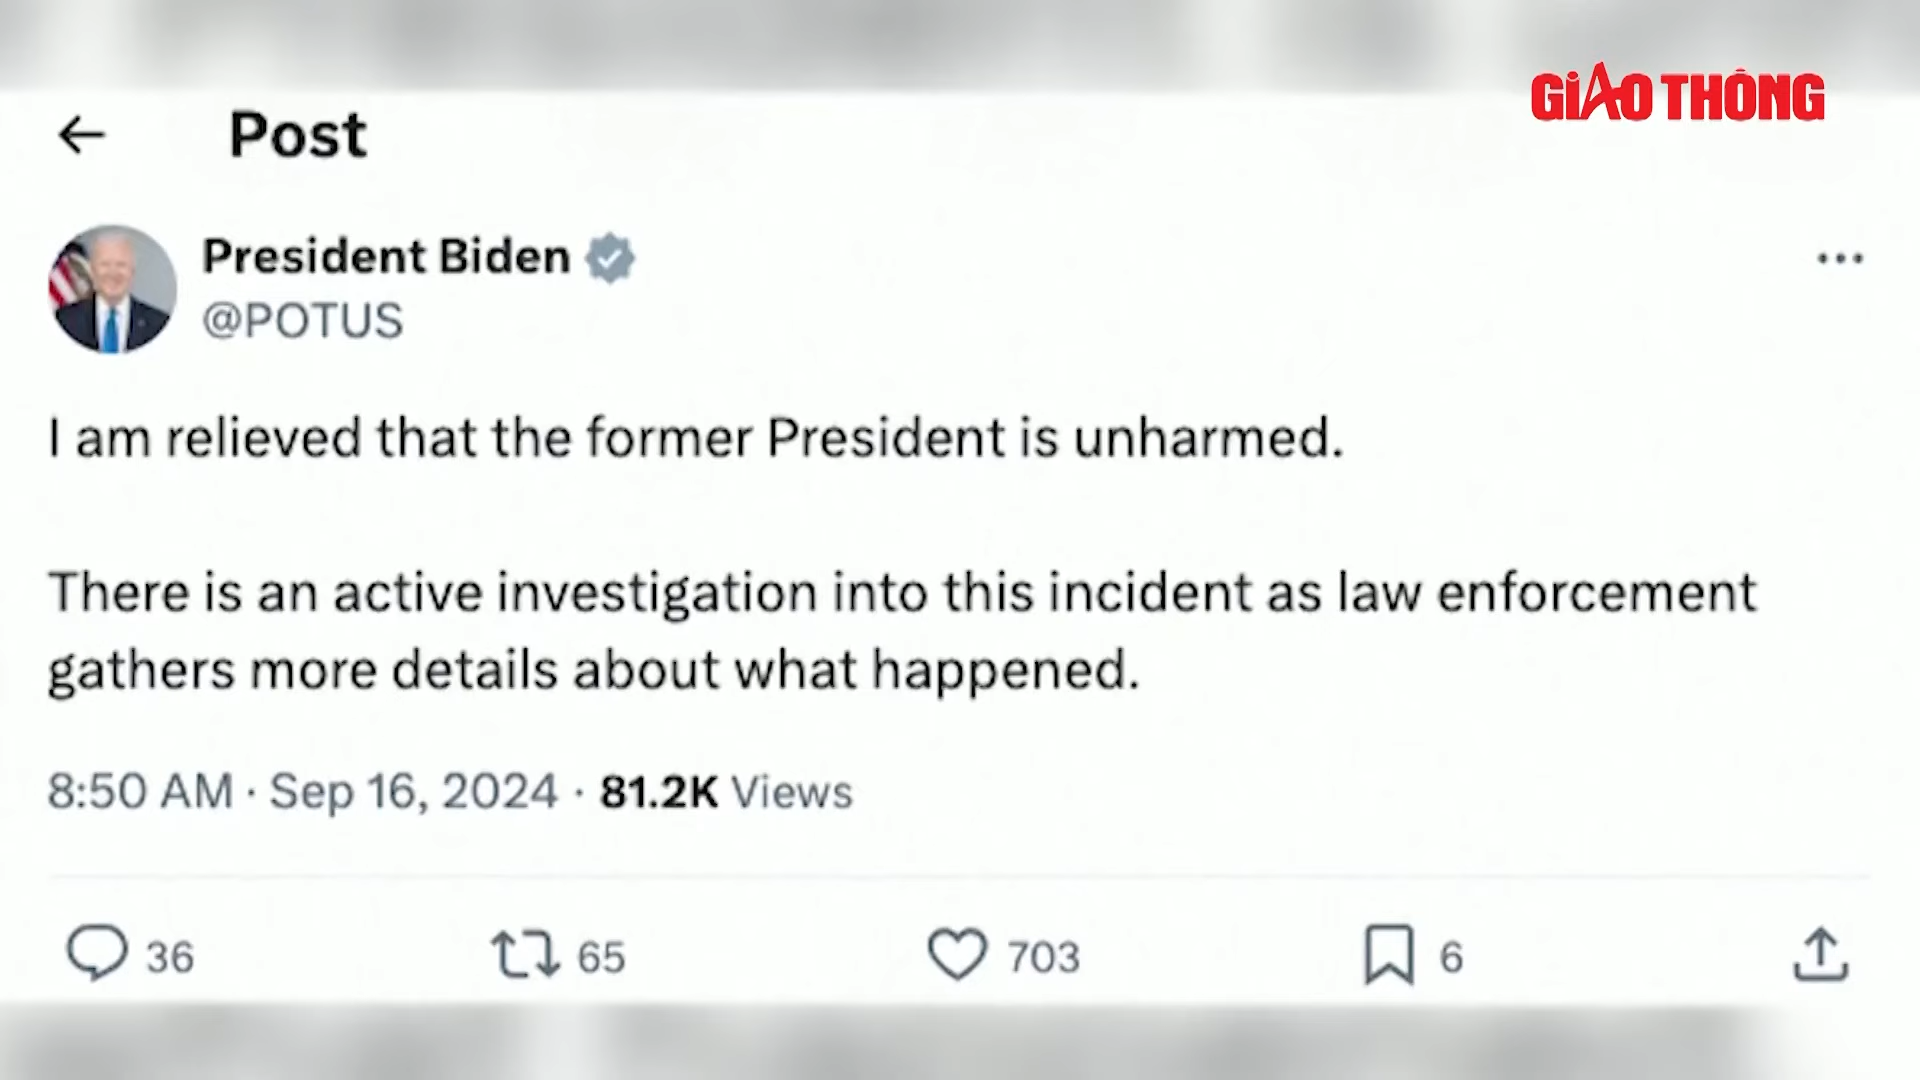 GIAO THÔNG
Post
President Biden
@POTUS
I am relieved that the former President is unharmed.
There is an active investigation into this incident as law enforcement
gathers more details about what happened.
8:50 AM · Sep 16, 2024 · 81.2K Views
36 65 703 6